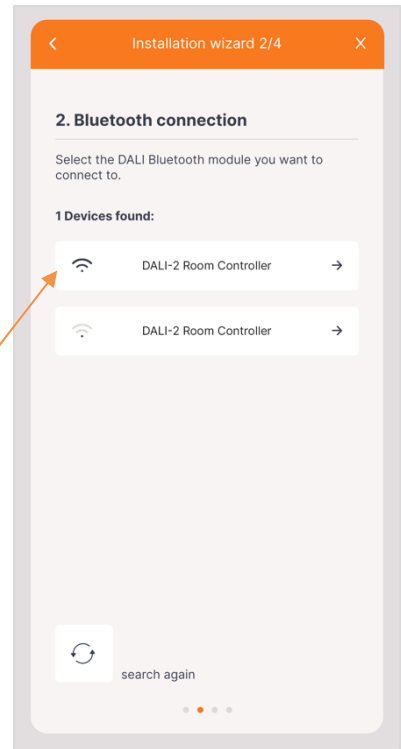 Installation wizard 2/4 X
2. Bluetooth connection
Select the DALI Bluetooth module you want to
connect to.
1 Devices found:
DALI-2 Room Controller
DALI-2 Room Controller
search again